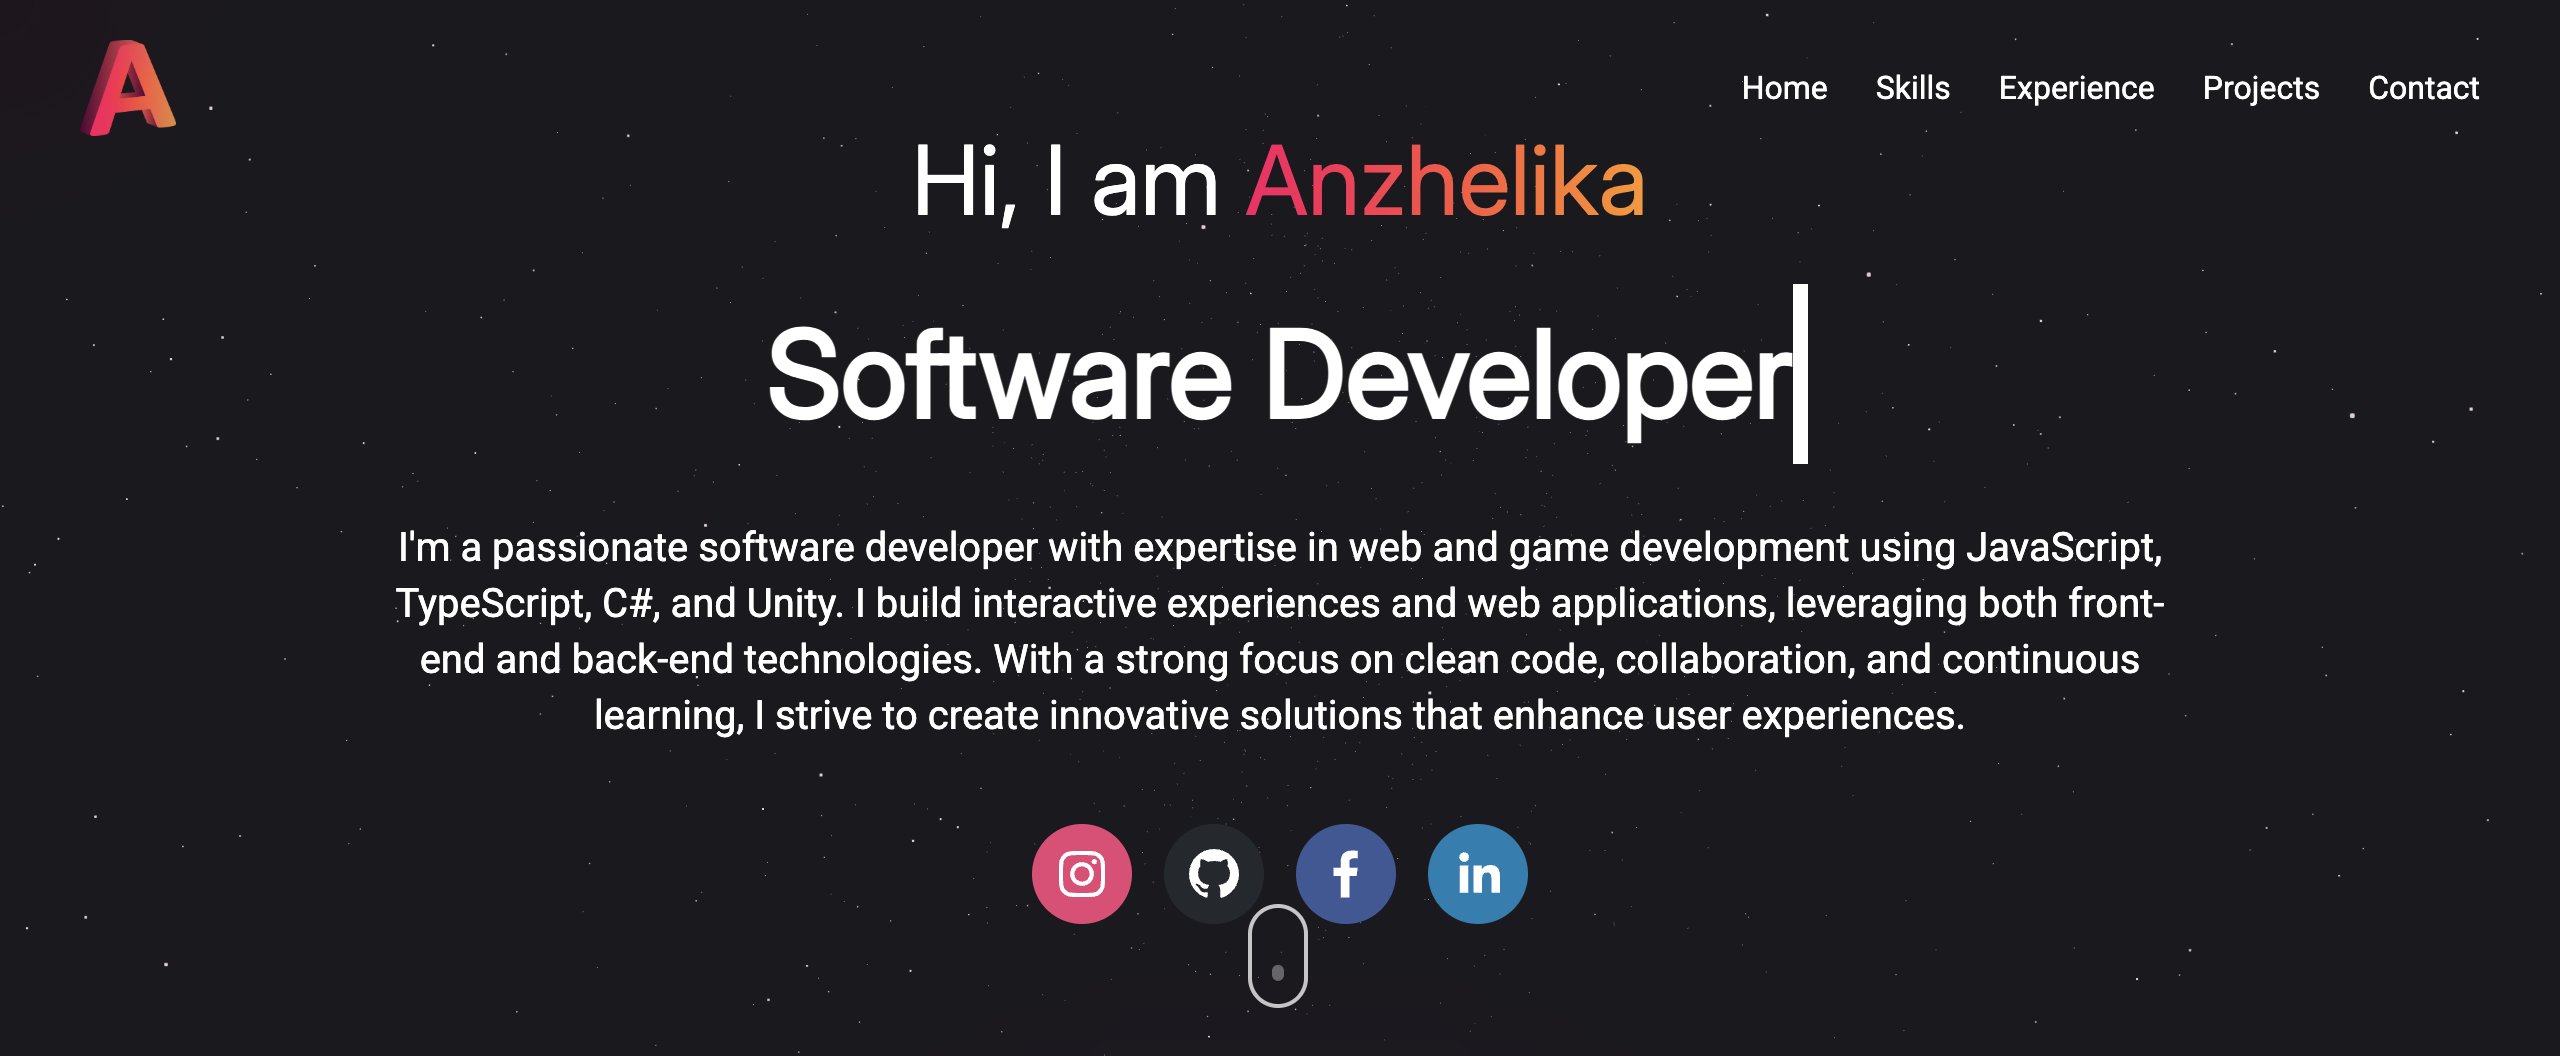 A
Home Skills Experience Projects Contact
Hi, I am Anzhelika
Software Developer
I'm a passionate software developer with expertise in web and game development using JavaScript,
TypeScript, C#, and Unity. I build interactive experiences and web applications, leveraging both front-
end and back-end technologies. With a strong focus on clean code, collaboration, and continuous
learning, I strive to create innovative solutions that enhance user experiences.
f in